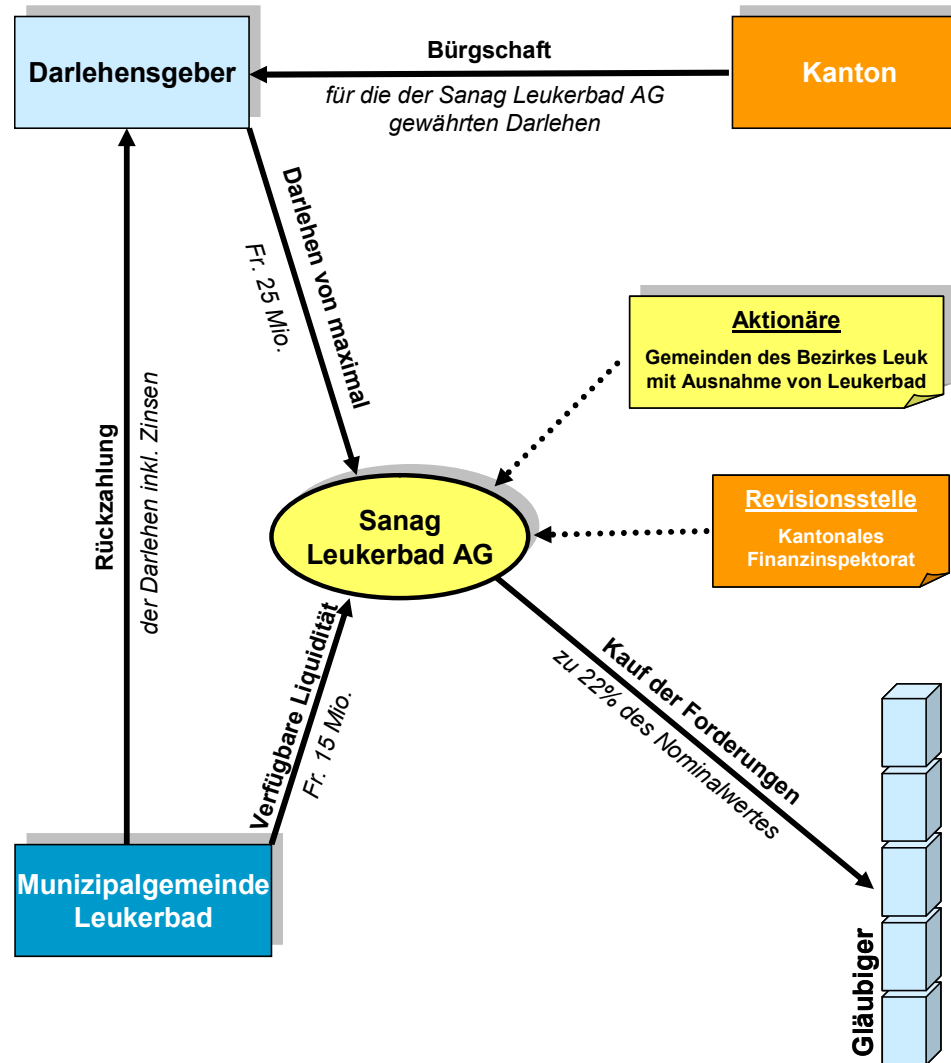 Darlehensgeber
Bürgschaft
für die der Sanag Leukerbad AG
gewährten Darlehen
Kanton
Darlehen von maximal
Fr. 25 Mio.
Aktionäre
Gemeinden des Bezirkes Leuk
mit Ausnahme von Leukerbad
Rückzahlung
der Darlehen inkl. Zinsen
Sanag
Leukerbad AG
Revisionsstelle
Kantonales
Finanzinspektorat
Verfügbare Liquidität
Fr. 15 Mio.
Kauf der Forderungen
zu 22% des Nominalwertes
Munizipalgemeinde
Leukerbad
Gläubiger